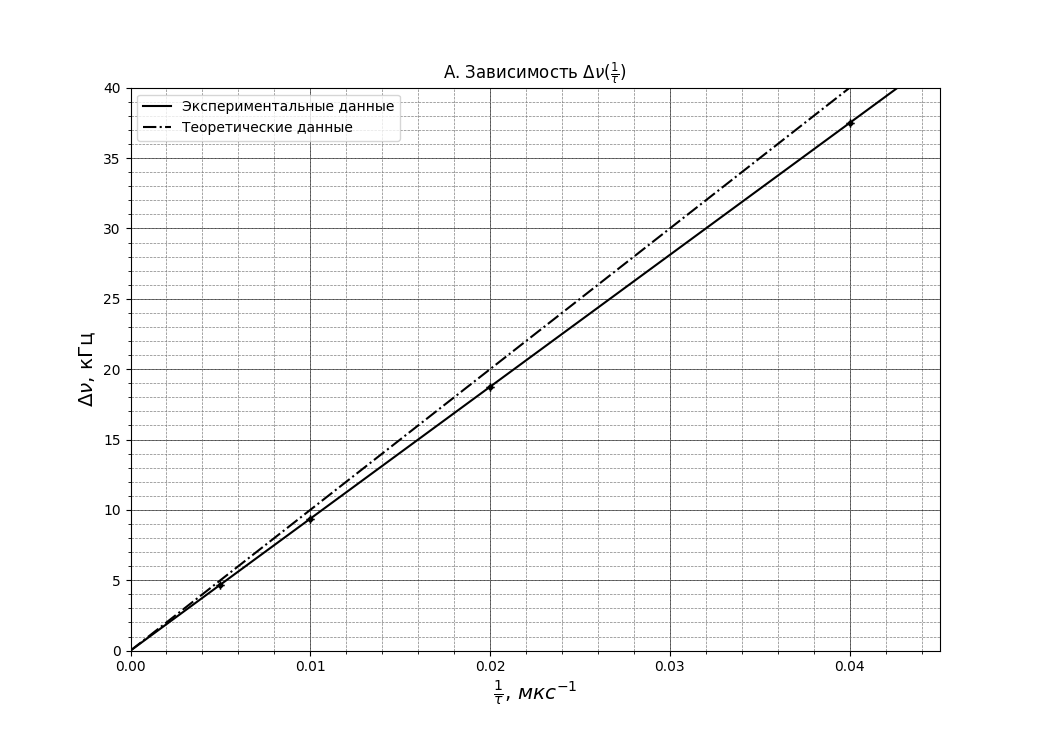 А. Зависимость Δν(1/τ)
Экспериментальные данные
Теоретические данные
40
35
30
25
20
15
10
5
0
Δν, кГц
0.00 0.01 0.02 0.03 0.04
1/τ, мкс⁻¹